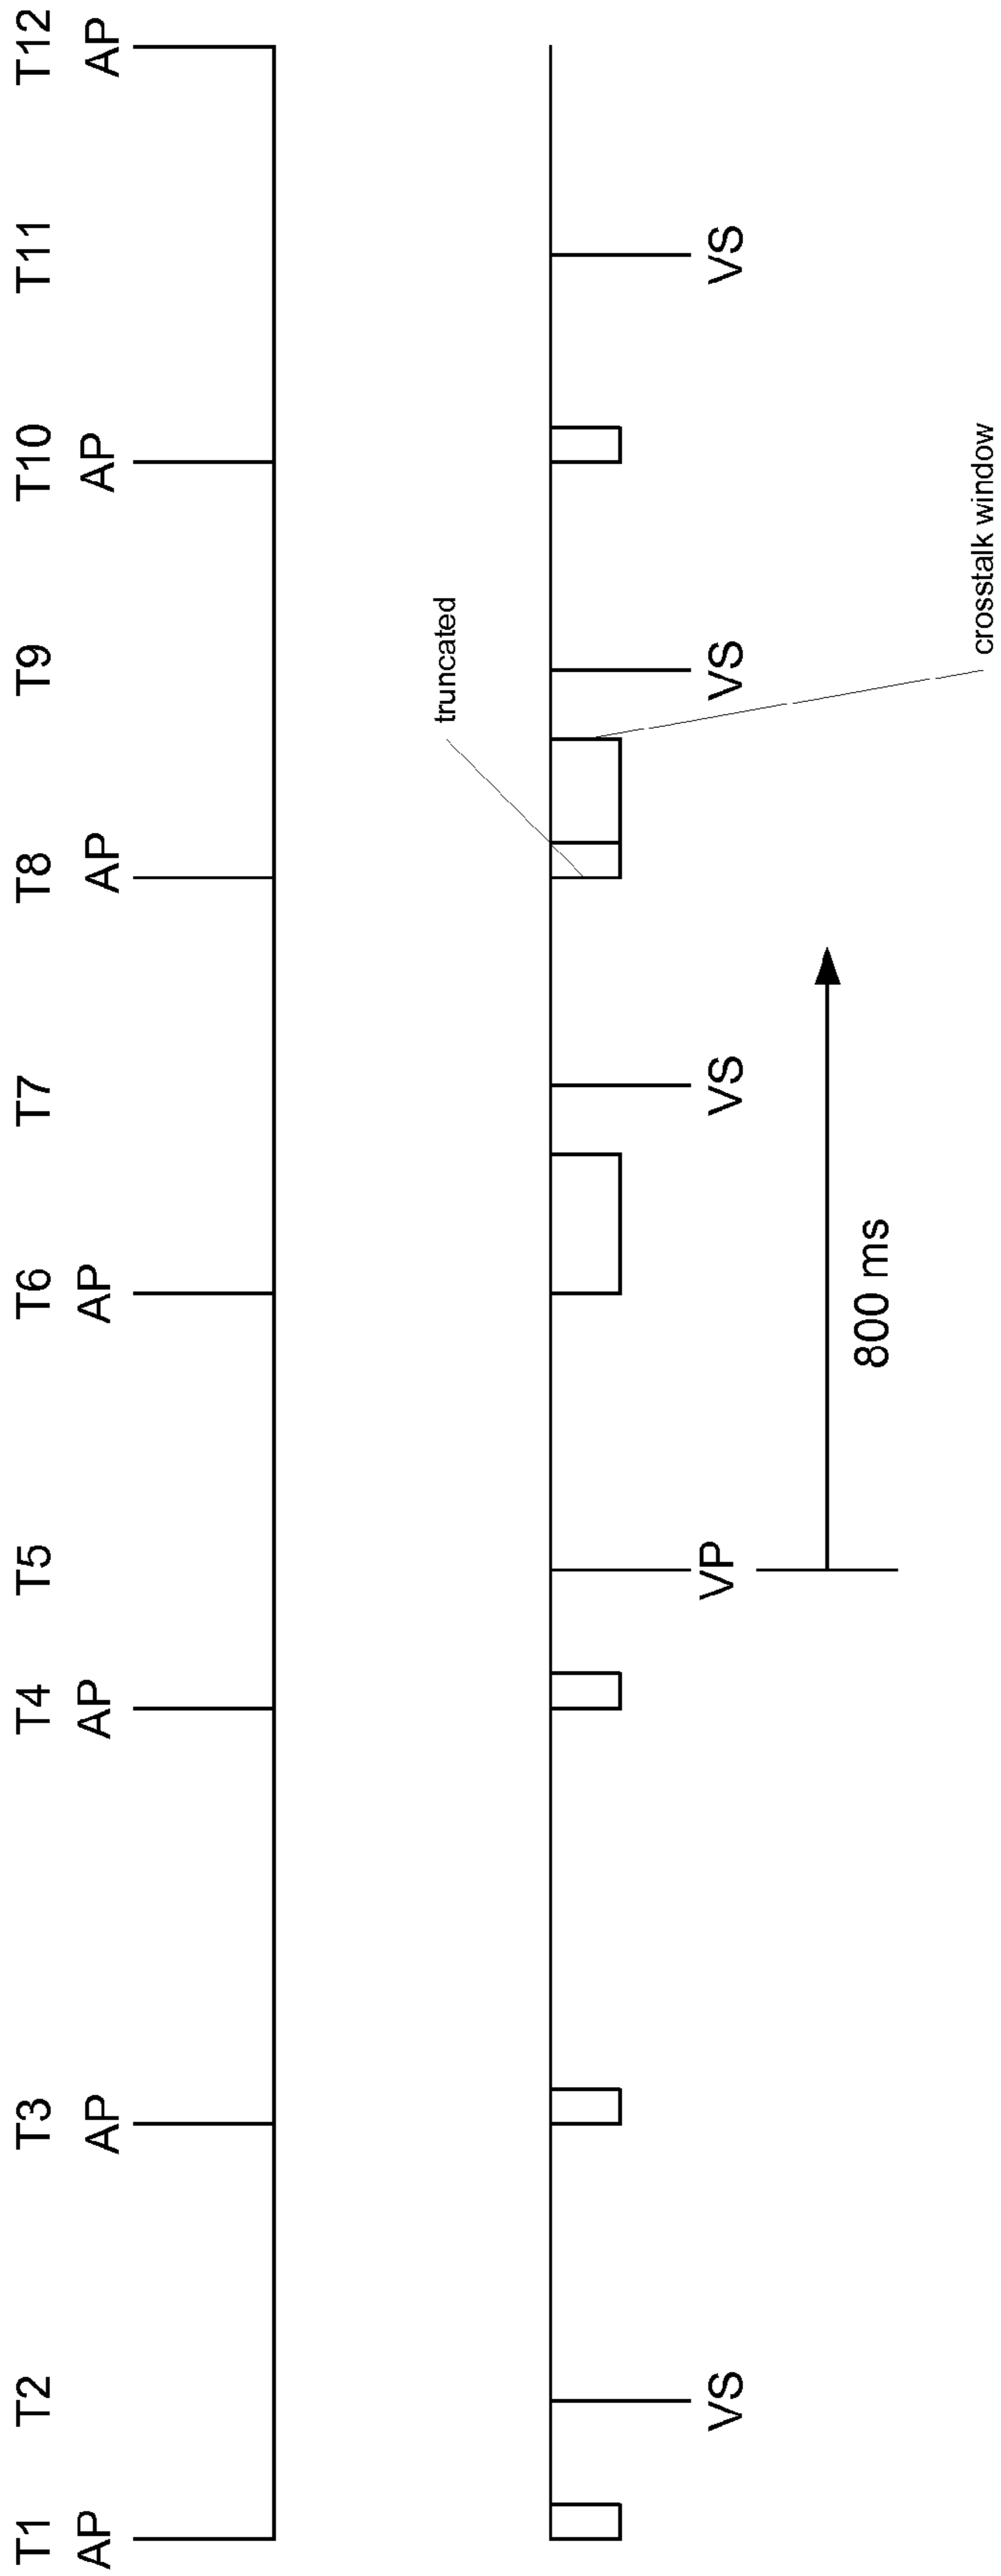 T1 T2 T3 T4 T5 T6 T7 T8 T9 T10 T11 T12
AP AP AP AP AP AP AP
truncated
VS VP VS VS VS
800 ms
crosstalk window